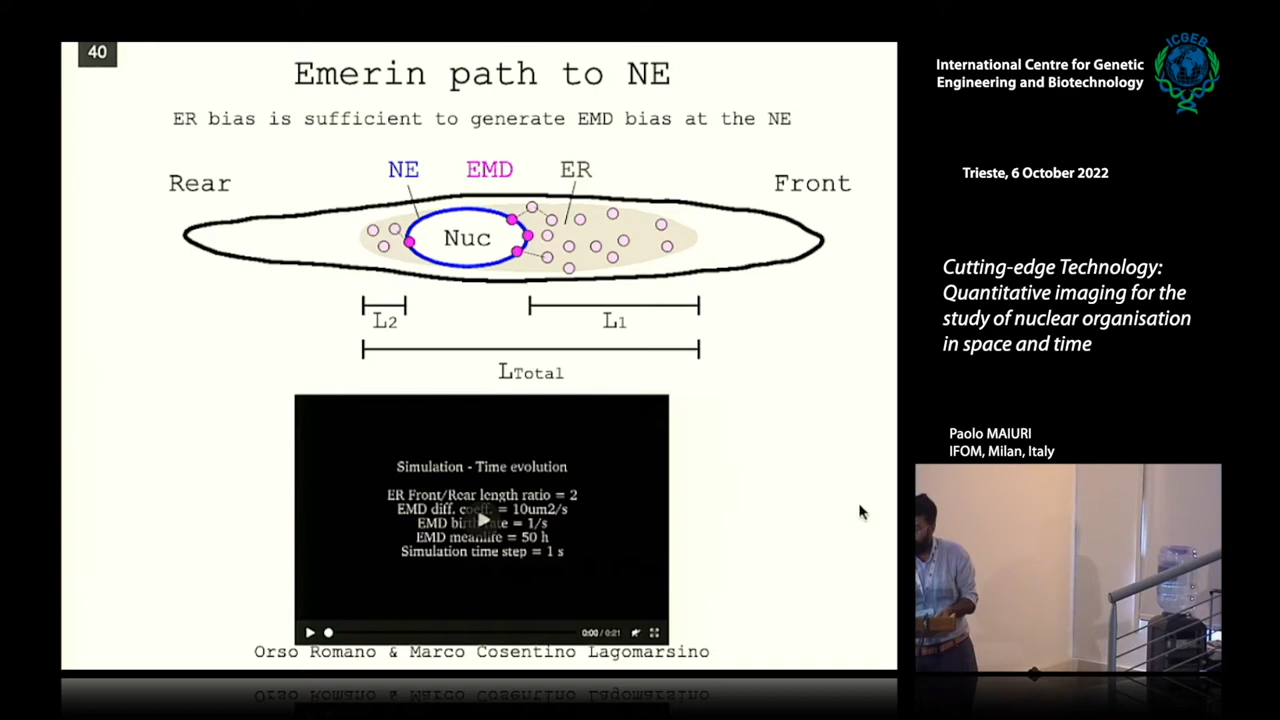 40
Emerin path to NE
ER bias is sufficient to generate EMD bias at the NE
NE EMD ER
Rear Front
Nuc
L2 L1
LTotal
Simulation - Time evolution
ER Front/Rear length ratio = 2
EMD diff. coeff. = 10um2/s
EMD birth rate = 1/s
EMD meanlife = 50 h
Simulation time step = 1 s
0:00 / 0:21
Orso Romano & Marco Cosentino Lagomarsino
International Centre for Genetic
Engineering and Biotechnology
ICGEB
Trieste, 6 October 2022
Cutting-edge Technology:
Quantitative imaging for the
study of nuclear organisation
in space and time
Paolo MAIURI
IFOM, Milan, Italy